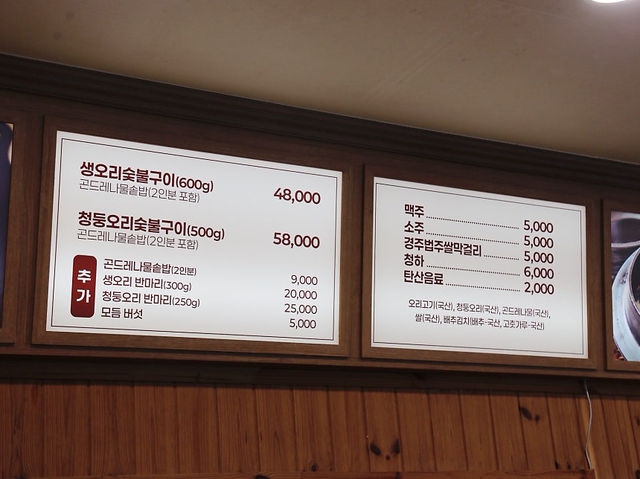 생오리숯불구이(600g)
곤드레나물솥밥(2인분 포함) 48,000
청둥오리숯불구이(500g)
곤드레나물솥밥(2인분 포함) 58,000
추가
곤드레나물솥밥(2인분) 9,000
생오리 반마리(300g) 20,000
청둥오리 반마리(250g) 25,000
모듬 버섯 5,000
맥주 5,000
소주 5,000
경주법주쌀막걸리 5,000
청하 6,000
탄산음료 2,000
오리고기(국산), 청둥오리(국산), 곤드레나물(국산),
쌀(국산), 배추김치(배추-국산, 고춧가루-국산)